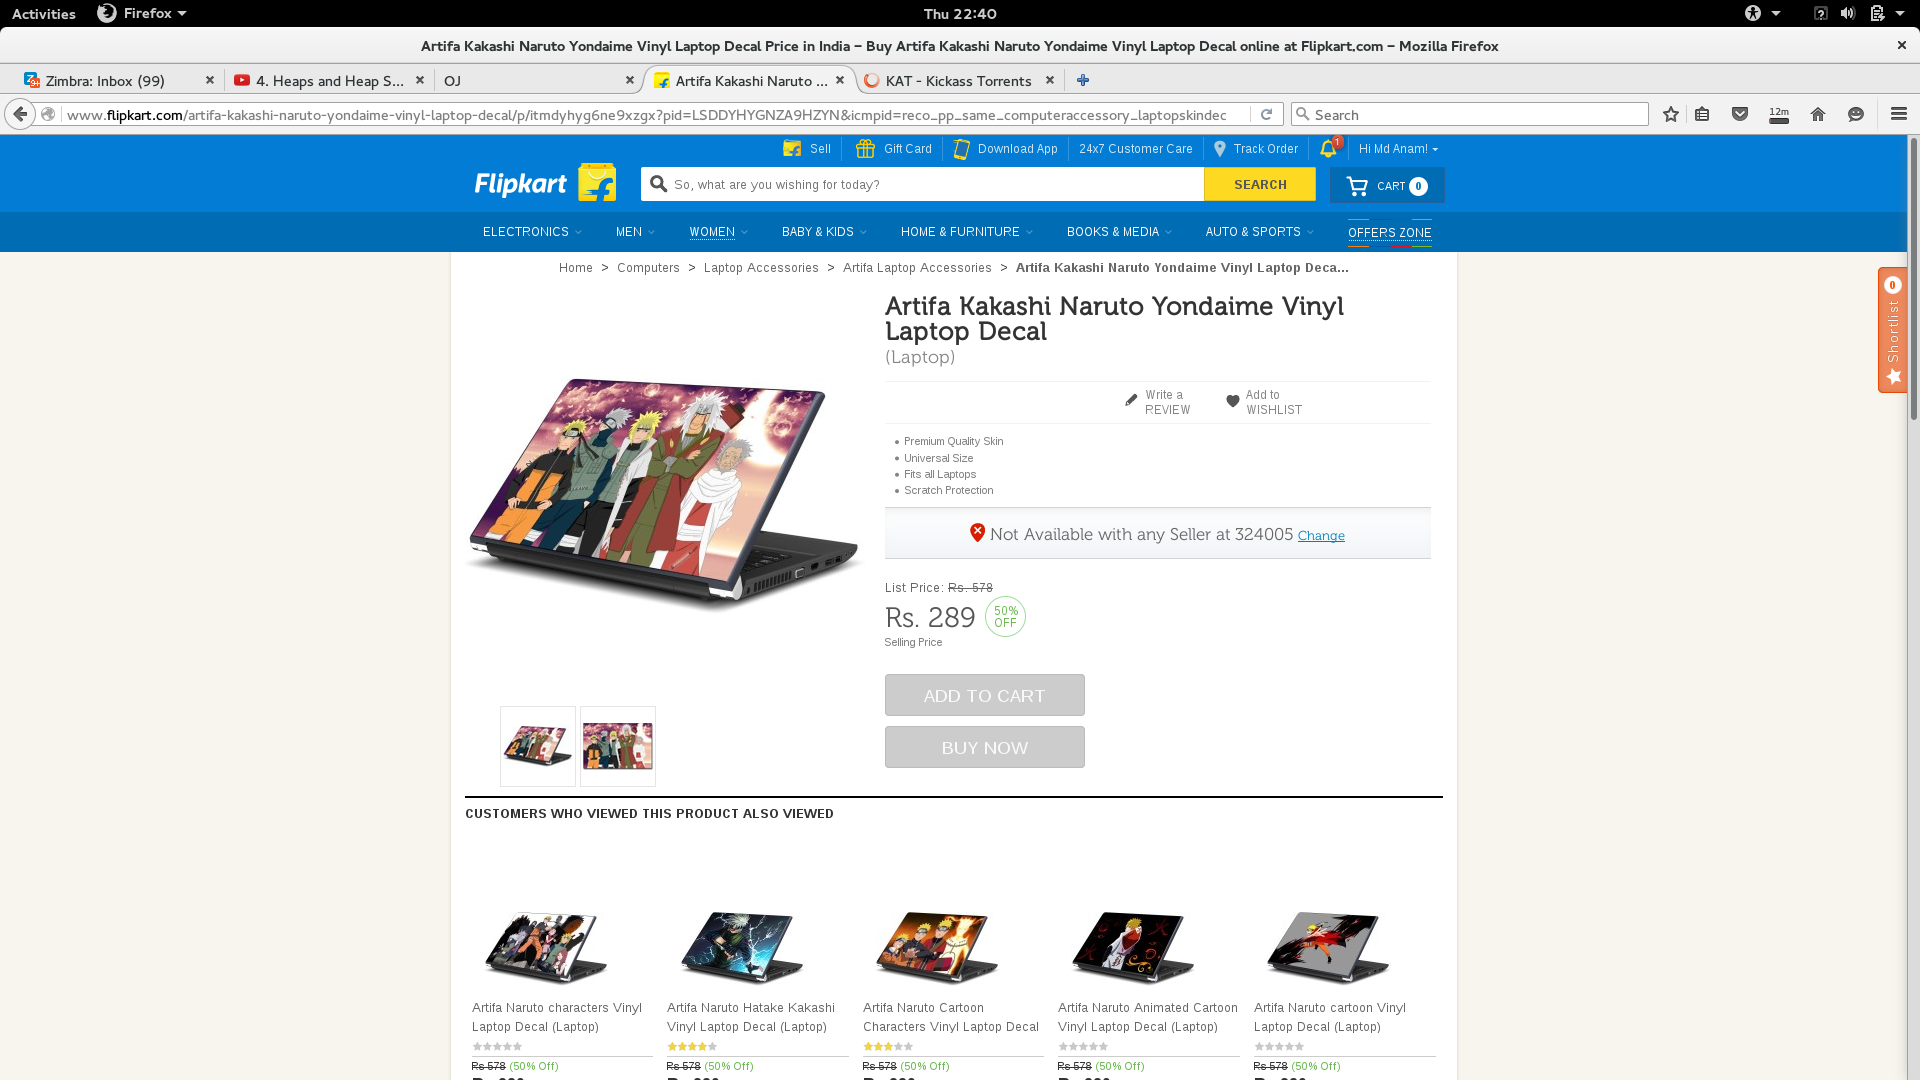 Activities
Firefox
Thu 22:40
Artifa Kakashi Naruto Yondaime Vinyl Laptop Decal Price in India – Buy Artifa Kakashi Naruto Yondaime Vinyl Laptop Decal online at Flipkart.com – Mozilla Firefox
Zimbra: Inbox (99)
4. Heaps and Heap S...
OJ
Artifa Kakashi Naruto ...
KAT - Kickass Torrents
www.flipkart.com/artifa-kakashi-naruto-yondaime-vinyl-laptop-decal/p/itmdyhyg6ne9xzgx?pid=LSDDYHYGNZA9HZYN&icmpid=reco_pp_same_computeraccessory_laptopskindec
Search
12m
Sell
Gift Card
Download App
24x7 Customer Care
Track Order
1
Hi Md Anam!
Flipkart
So, what are you wishing for today?
SEARCH
CART 0
ELECTRONICS
MEN
WOMEN
BABY & KIDS
HOME & FURNITURE
BOOKS & MEDIA
AUTO & SPORTS
OFFERS ZONE
Home > Computers > Laptop Accessories > Artifa Laptop Accessories > Artifa Kakashi Naruto Yondaime Vinyl Laptop Deca...
0
Shortlist
Artifa Kakashi Naruto Yondaime Vinyl
Laptop Decal
(Laptop)
Write a
REVIEW
Add to
WISHLIST
Premium Quality Skin
Universal Size
Fits all Laptops
Scratch Protection
Not Available with any Seller at 324005 Change
List Price: Rs. 578
Rs. 289
50%
OFF
Selling Price
ADD TO CART
BUY NOW
CUSTOMERS WHO VIEWED THIS PRODUCT ALSO VIEWED
Artifa Naruto characters Vinyl
Laptop Decal (Laptop)
Rs 578 (50% Off)
Artifa Naruto Hatake Kakashi
Vinyl Laptop Decal (Laptop)
Rs 578 (50% Off)
Artifa Naruto Cartoon
Characters Vinyl Laptop Decal
Rs 578 (50% Off)
Artifa Naruto Animated Cartoon
Vinyl Laptop Decal (Laptop)
Rs 578 (50% Off)
Artifa Naruto cartoon Vinyl
Laptop Decal (Laptop)
Rs 578 (50% Off)